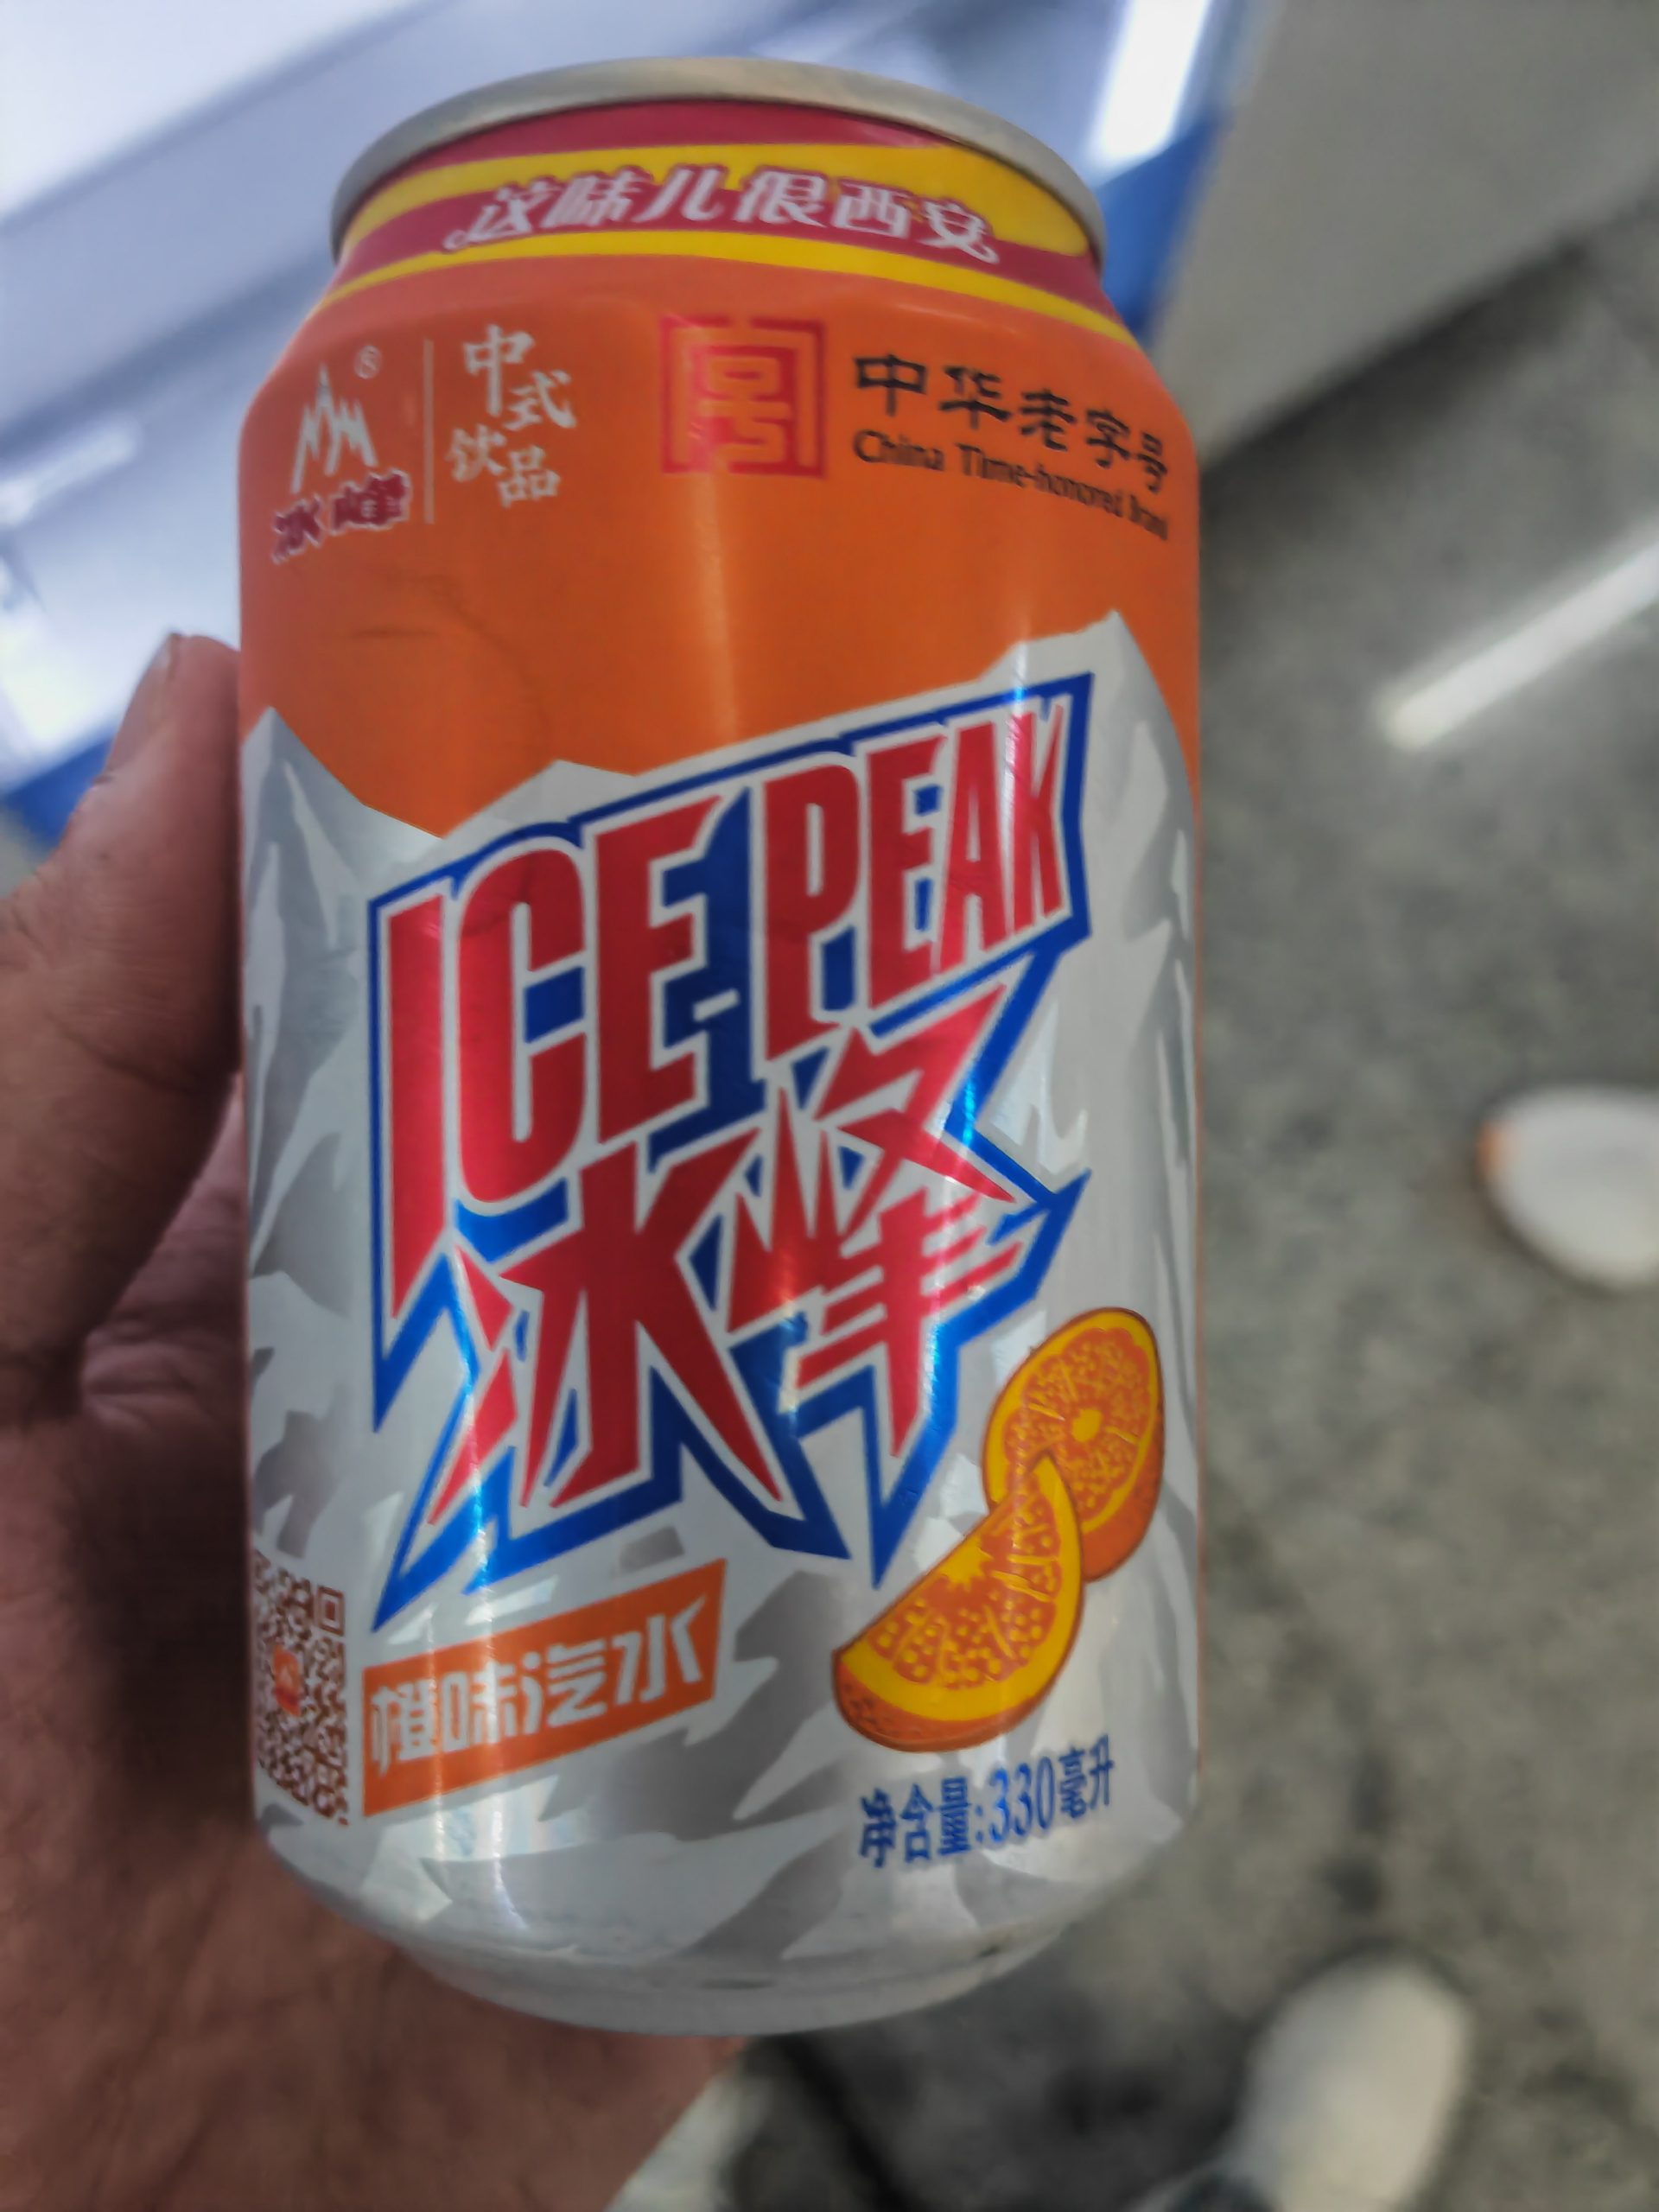 这味儿很西安
®
冰峰
中式
饮品
中华老字号
China Time-honored Brand
ICE-PEAK
冰峰
橙味汽水
净含量:330毫升